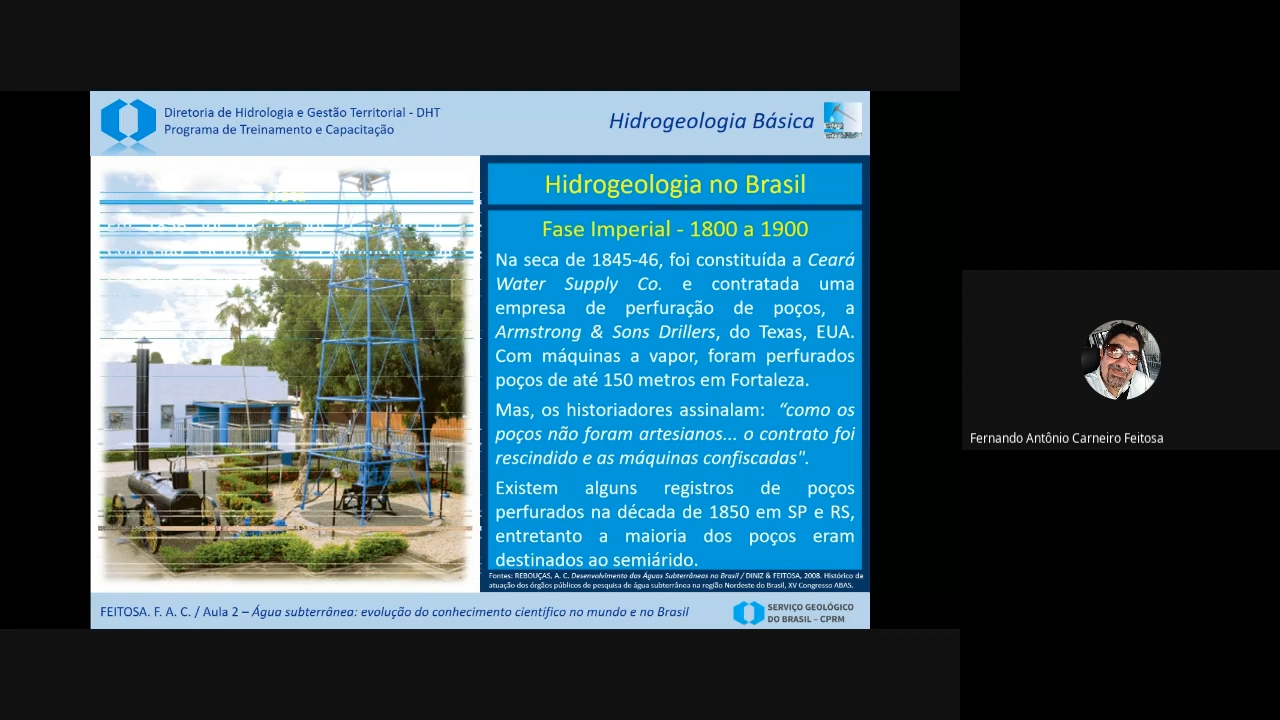 Diretoria de Hidrologia e Gestão Territorial - DHT
Programa de Treinamento e Capacitação
Hidrogeologia Básica
Nota
Hidrogeologia no Brasil
Fase Imperial - 1800 a 1900
Na seca de 1845-46, foi constituída a Ceará
Water Supply Co. e contratada uma
empresa de perfuração de poços, a
Armstrong & Sons Drillers, do Texas, EUA.
Com máquinas a vapor, foram perfurados
poços de até 150 metros em Fortaleza.
Mas, os historiadores assinalam: “como os
poços não foram artesianos... o contrato foi
rescindido e as máquinas confiscadas".
Existem alguns registros de poços
perfurados na década de 1850 em SP e RS,
entretanto a maioria dos poços eram
destinados ao semiárido.
Fontes: REBOUÇAS, A. C. Desenvolvimento das Águas Subterrâneas no Brasil / DINIZ & FEITOSA, 2008. Histórico da
atuação dos órgãos públicos de pesquisa de água subterrânea na região Nordeste do Brasil, XV Congresso ABAS.
FEITOSA. F. A. C. / Aula 2 – Água subterrânea: evolução do conhecimento científico no mundo e no Brasil
SERVIÇO GEOLÓGICO
DO BRASIL – CPRM
Fernando Antônio Carneiro Feitosa